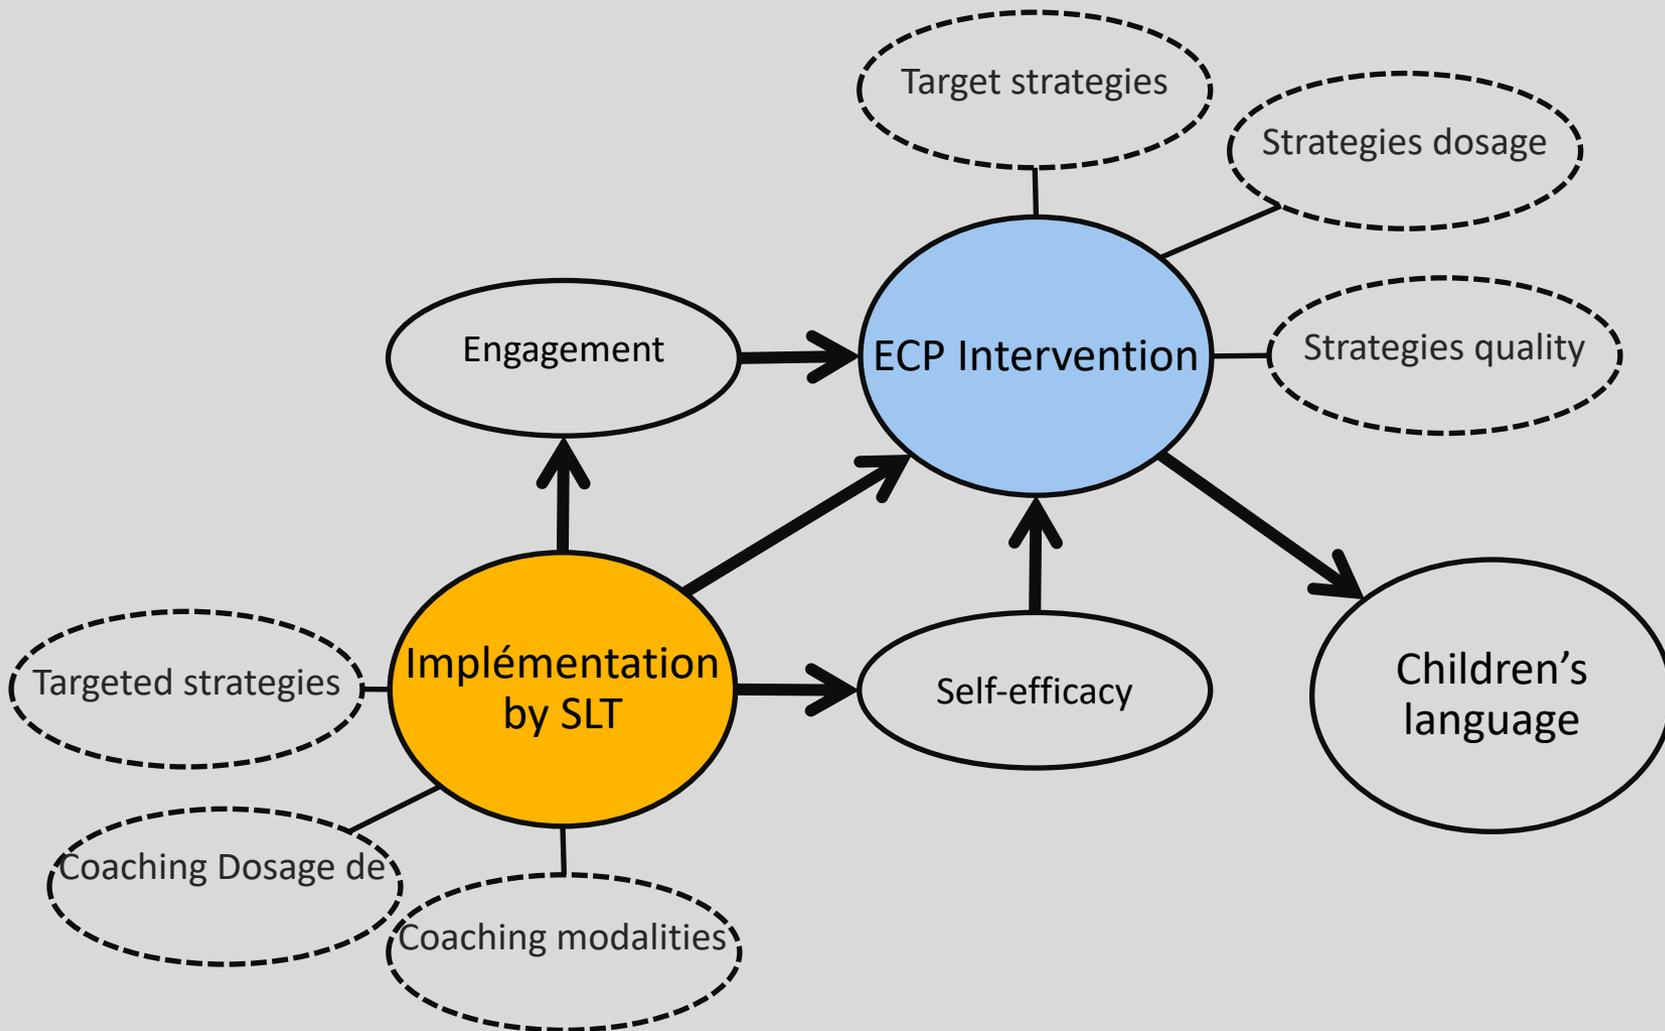 Target strategies
Strategies dosage
Engagement
ECP Intervention
Strategies quality
Implémentation
by SLT
Targeted strategies
Self-efficacy
Children’s
language
Coaching Dosage de
Coaching modalities